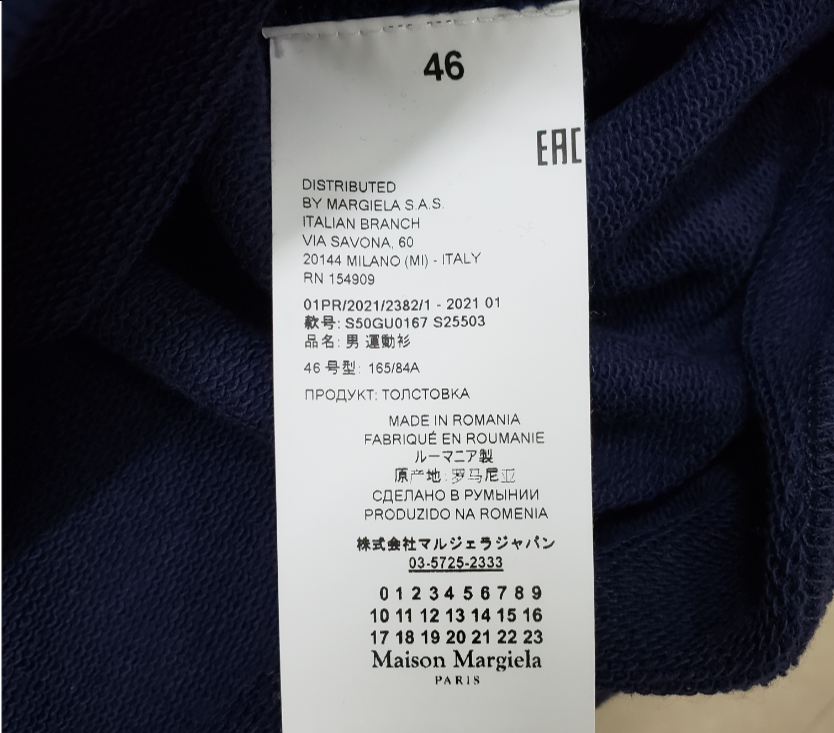 46
EAC
DISTRIBUTED
BY MARGIELA S.A.S.
ITALIAN BRANCH
VIA SAVONA, 60
20144 MILANO (MI) - ITALY
RN 154909
01PR/2021/2382/1 - 2021 01
款号: S50GU0167 S25503
品名: 男 運動衫
46 号型: 165/84A
ПРОДУКТ: ТОЛСТОВКА
MADE IN ROMANIA
FABRIQUÉ EN ROUMANIE
ルーマニア製
原产地: 罗马尼亚
СДЕЛАНО В РУМЫНИИ
PRODUZIDO NA ROMENIA
株式会社マルジェラジャパン
03-5725-2333
0 1 2 3 4 5 6 7 8 9
10 11 12 13 14 15 16
17 18 19 20 21 22 23
Maison Margiela
PARIS